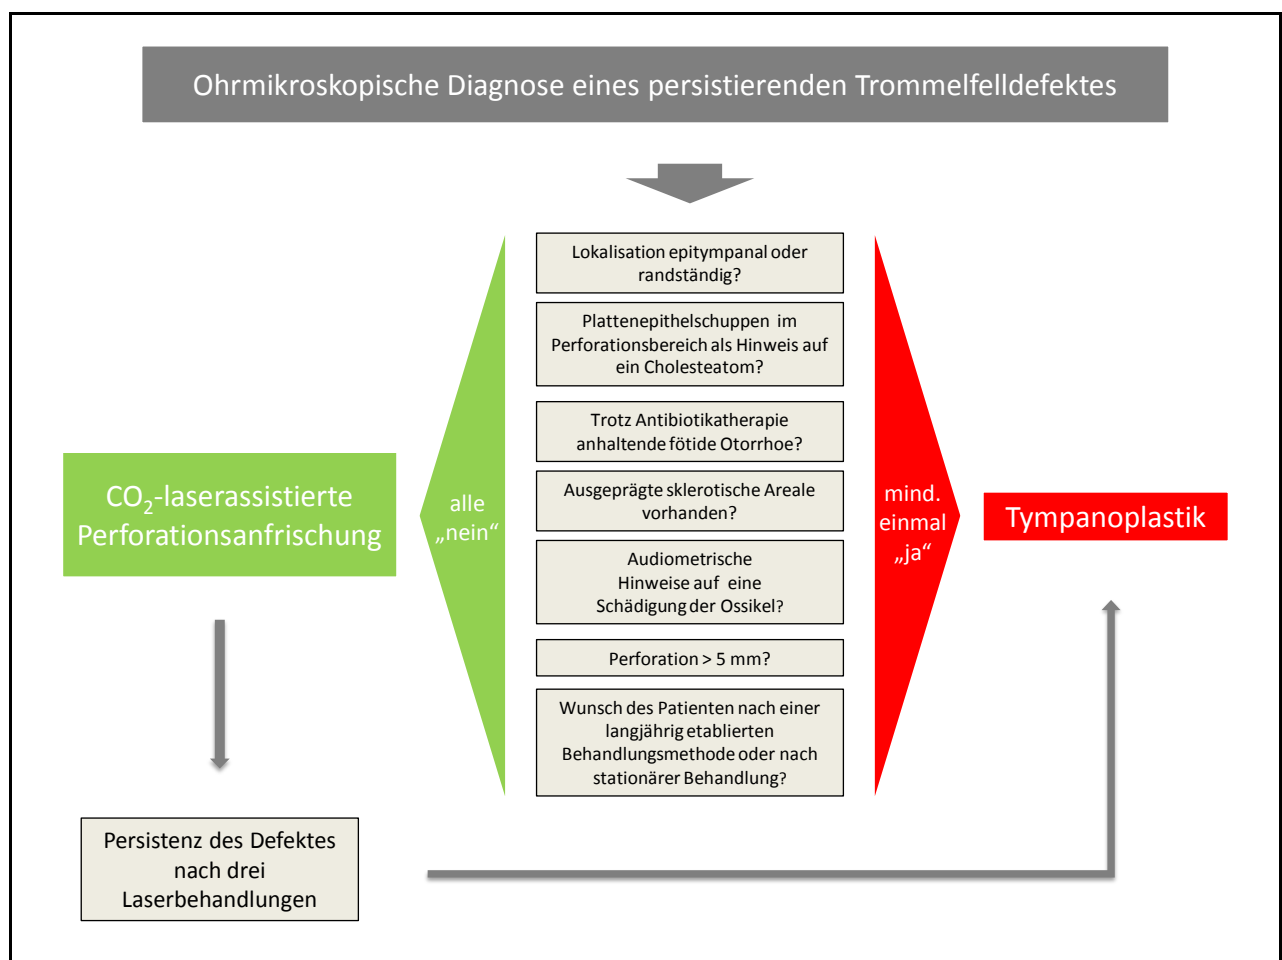 Ohrmikroskopische Diagnose eines persistierenden Trommelfelldefektes
Lokalisation epitympanal oder
randständig?
Plattenepithelschuppen im
Perforationsbereich als Hinweis auf
ein Cholesteatom?
Trotz Antibiotikatherapie
anhaltende fötide Otorrhoe?
Ausgeprägte sklerotische Areale
vorhanden?
Audiometrische
Hinweise auf eine
Schädigung der Ossikel?
Perforation > 5 mm?
Wunsch des Patienten nach einer
langjährig etablierten
Behandlungsmethode oder nach
stationärer Behandlung?
alle
„nein“
CO₂-laserassistierte
Perforationsanfrischung
mind.
einmal
„ja“
Tympanoplastik
Persistenz des Defektes
nach drei
Laserbehandlungen